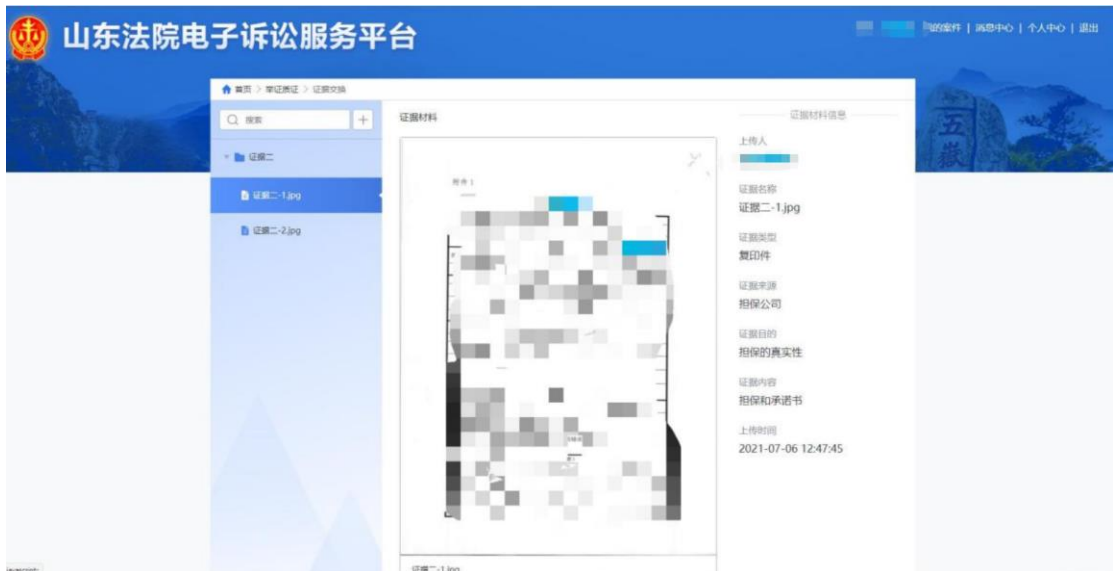 山东法院电子诉讼服务平台
的案件 | 消息中心 | 个人中心 | 退出
首页 > 举证质证 > 证据交换
搜索
证据二
证据二-1.jpg
证据二-2.jpg
证据材料
附件 1
证据二-1.jpg
证据材料信息
上传人
证据名称
证据二-1.jpg
证据类型
复印件
证据来源
担保公司
证据目的
担保的真实性
证据内容
担保和承诺书
上传时间
2021-07-06 12:47:45
五
嶽